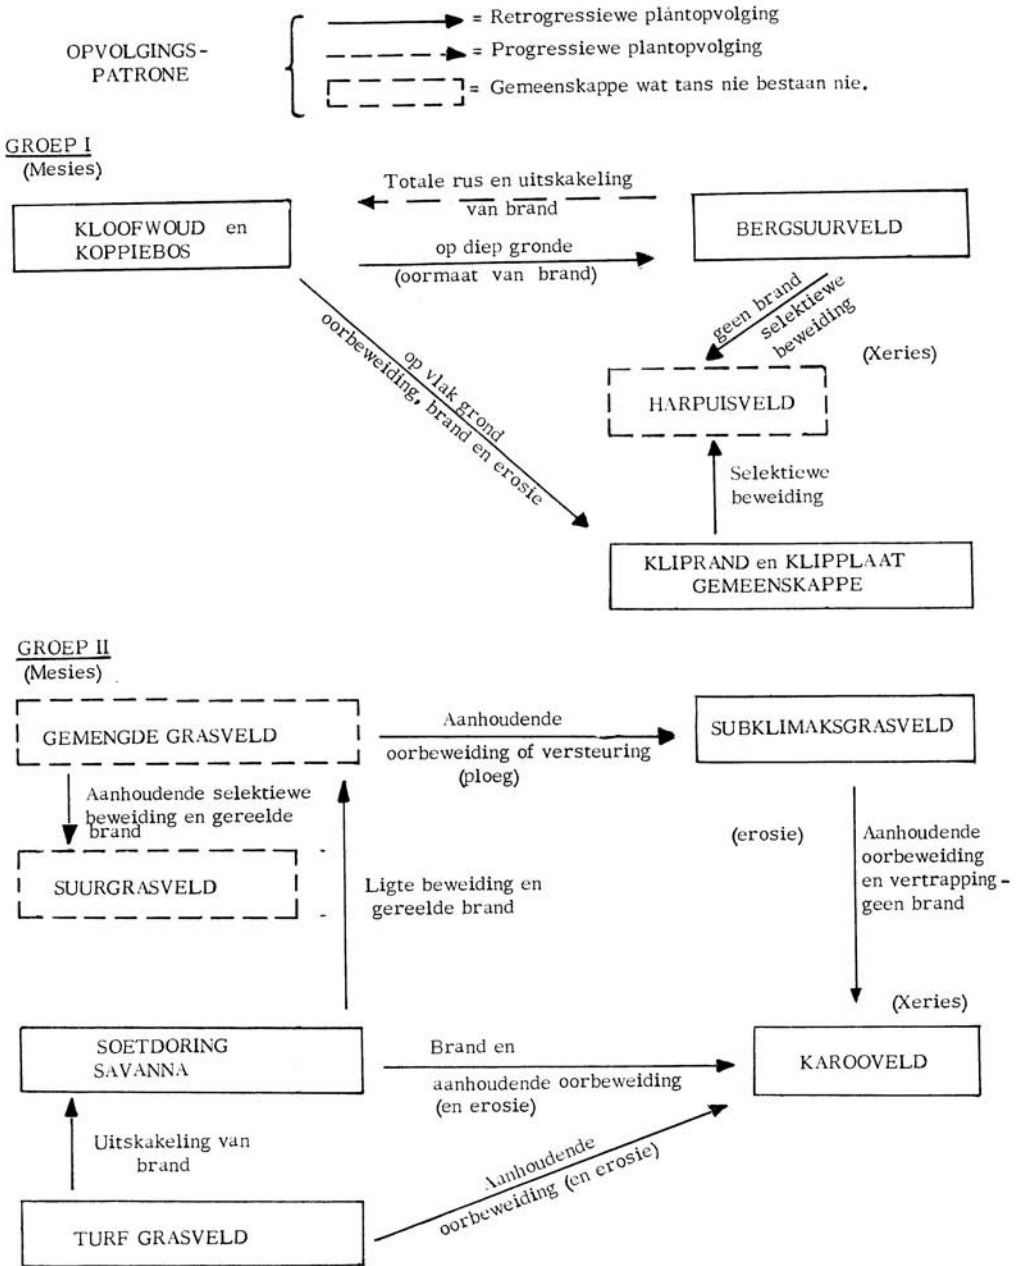 = Retrogressiewe plantopvolging
OPVOLGINGS-
PATRONE
= Progressiewe plantopvolging
= Gemeenskappe wat tans nie bestaan nie.
GROEP I
(Mesies)
Totale rus en uitskakeling
van brand
KLOOFWOUD en
KOPPIEBOS
BERGSUURVELD
op diep gronde
(oormaat van brand)
geen brand
selektiewe
beweiding
(Xeries)
op vlak grond
oorbeweiding, brand en erosie
HARPUISVELD
Selektiewe
beweiding
KLIPRAND en KLIPPLAAT
GEMEENSKAPPE
GROEP II
(Mesies)
GEMENGDE GRASVELD
Aanhoudende
oorbeweiding of versteuring
(ploeg)
SUBKLIMAKSGRASVELD
Aanhoudende selektiewe
beweiding en gereelde
brand
SUURGRASVELD
Ligte beweiding en
gereelde brand
(erosie)
Aanhoudende
oorbeweiding
en vertrapping-
geen brand
(Xeries)
SOETDORING
SAVANNA
Brand en
aanhoudende oorbeweiding
(en erosie)
KAROOVELD
Uitskakeling van
brand
Aanhoudende
oorbeweiding (en erosie)
TURF GRASVELD